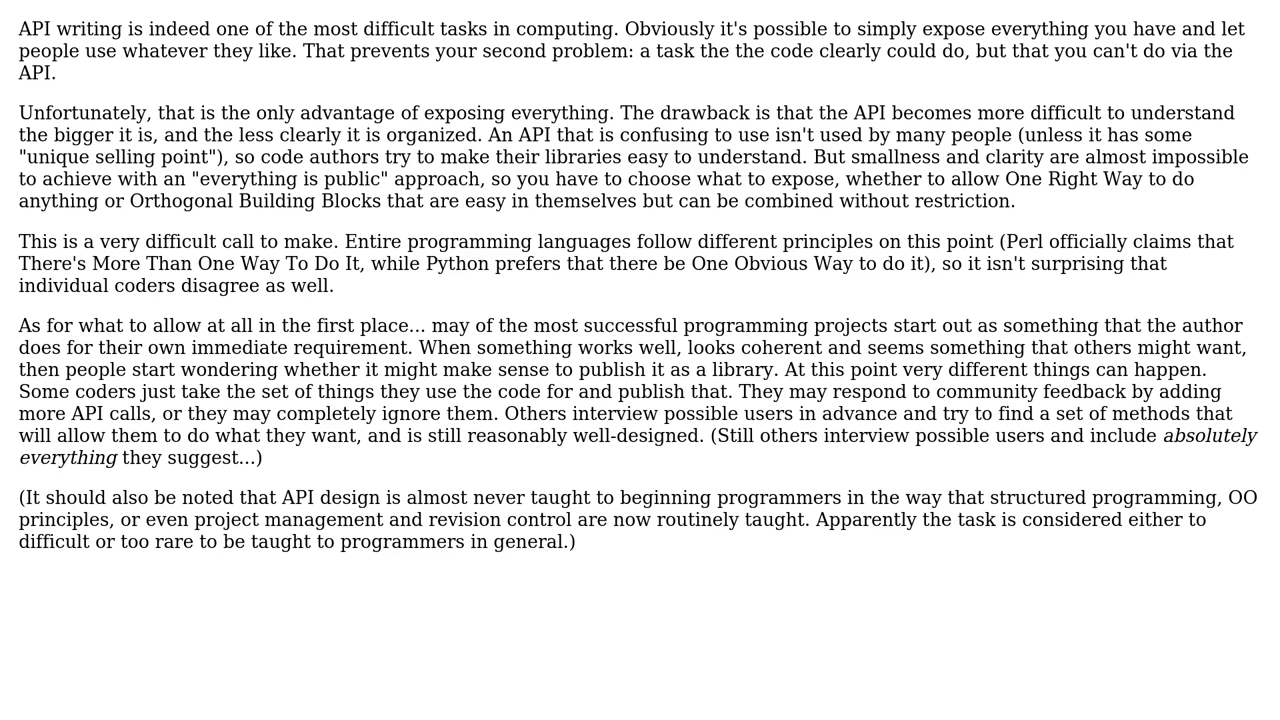 API writing is indeed one of the most difficult tasks in computing. Obviously it's possible to simply expose everything you have and let
people use whatever they like. That prevents your second problem: a task the the code clearly could do, but that you can't do via the
API.
Unfortunately, that is the only advantage of exposing everything. The drawback is that the API becomes more difficult to understand
the bigger it is, and the less clearly it is organized. An API that is confusing to use isn't used by many people (unless it has some
"unique selling point"), so code authors try to make their libraries easy to understand. But smallness and clarity are almost impossible
to achieve with an "everything is public" approach, so you have to choose what to expose, whether to allow One Right Way to do
anything or Orthogonal Building Blocks that are easy in themselves but can be combined without restriction.
This is a very difficult call to make. Entire programming languages follow different principles on this point (Perl officially claims that
There's More Than One Way To Do It, while Python prefers that there be One Obvious Way to do it), so it isn't surprising that
individual coders disagree as well.
As for what to allow at all in the first place... may of the most successful programming projects start out as something that the author
does for their own immediate requirement. When something works well, looks coherent and seems something that others might want,
then people start wondering whether it might make sense to publish it as a library. At this point very different things can happen.
Some coders just take the set of things they use the code for and publish that. They may respond to community feedback by adding
more API calls, or they may completely ignore them. Others interview possible users in advance and try to find a set of methods that
will allow them to do what they want, and is still reasonably well-designed. (Still others interview possible users and include absolutely
everything they suggest...)
(It should also be noted that API design is almost never taught to beginning programmers in the way that structured programming, OO
principles, or even project management and revision control are now routinely taught. Apparently the task is considered either to
difficult or too rare to be taught to programmers in general.)